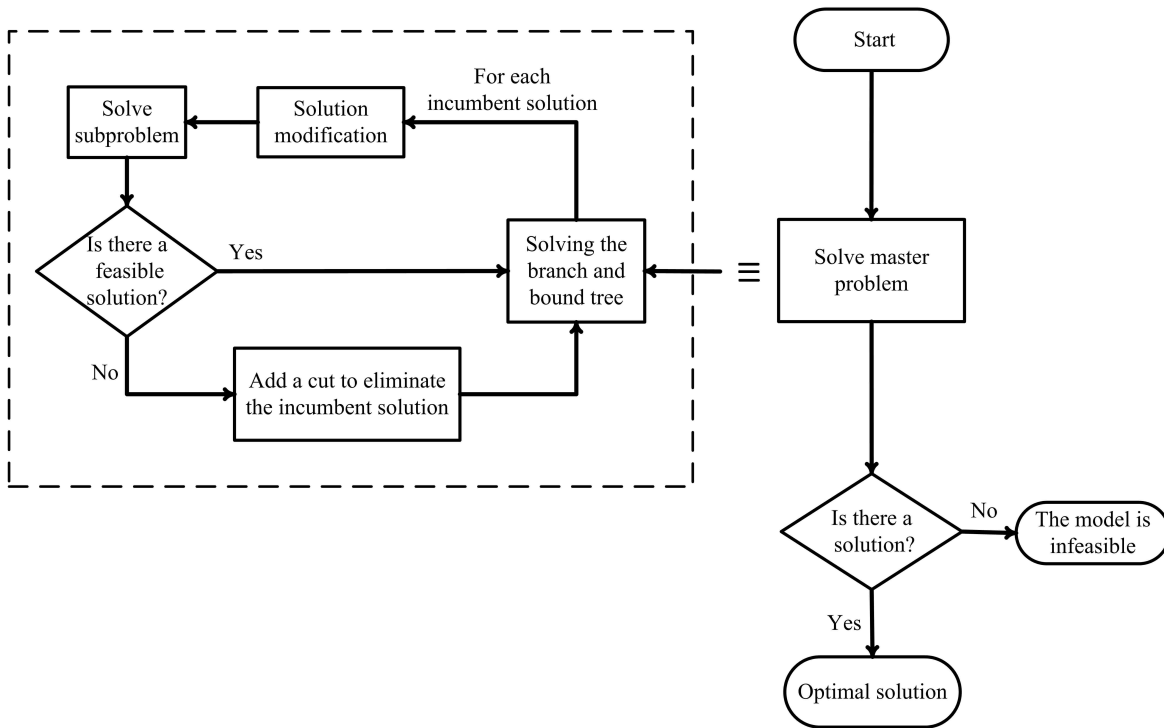 Start
For each
incumbent solution
Solution
modification
Solve
subproblem
Is there a
feasible
solution?
Yes
No
Add a cut to eliminate
the incumbent solution
Solving the
branch and
bound tree
≡
Solve master
problem
Is there a
solution?
No
The model is
infeasible
Yes
Optimal solution